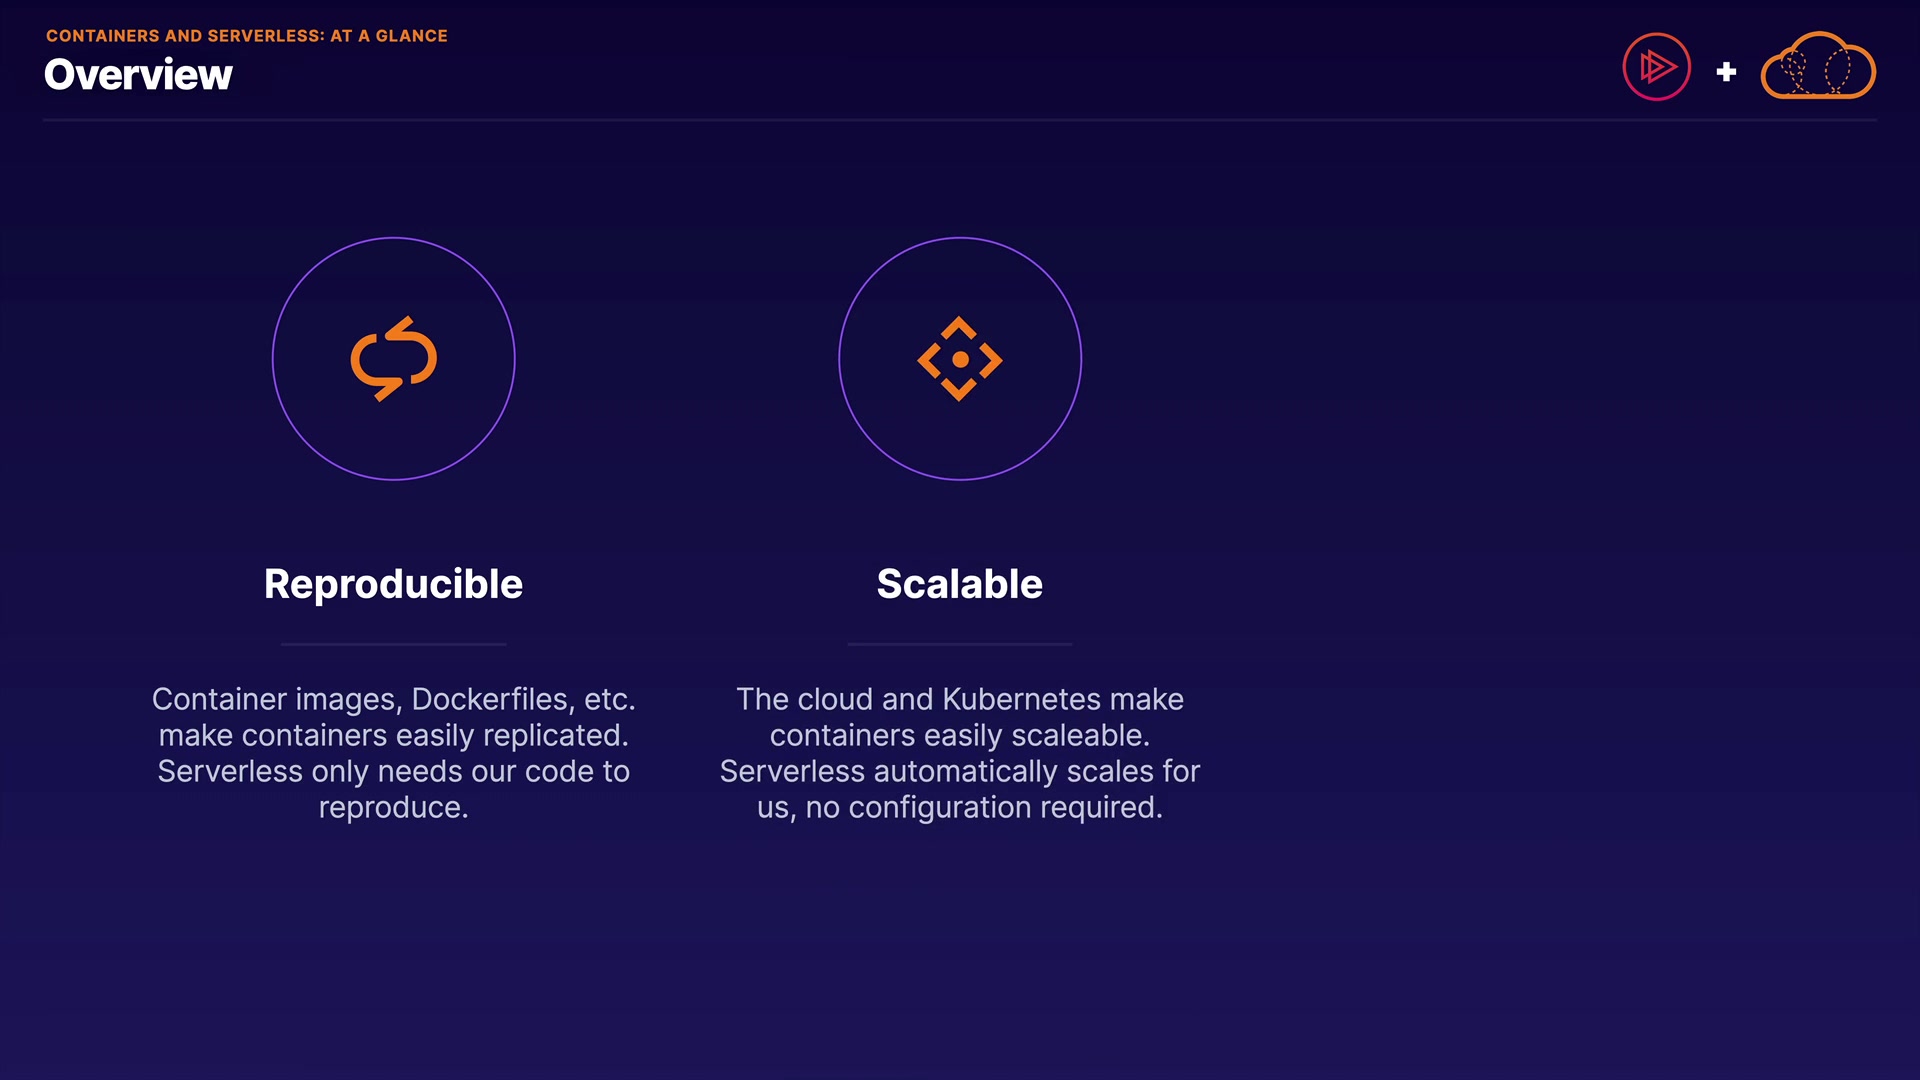 CONTAINERS AND SERVERLESS: AT A GLANCE
Overview
Reproducible
Container images, Dockerfiles, etc.
make containers easily replicated.
Serverless only needs our code to
reproduce.
Scalable
The cloud and Kubernetes make
containers easily scaleable.
Serverless automatically scales for
us, no configuration required.